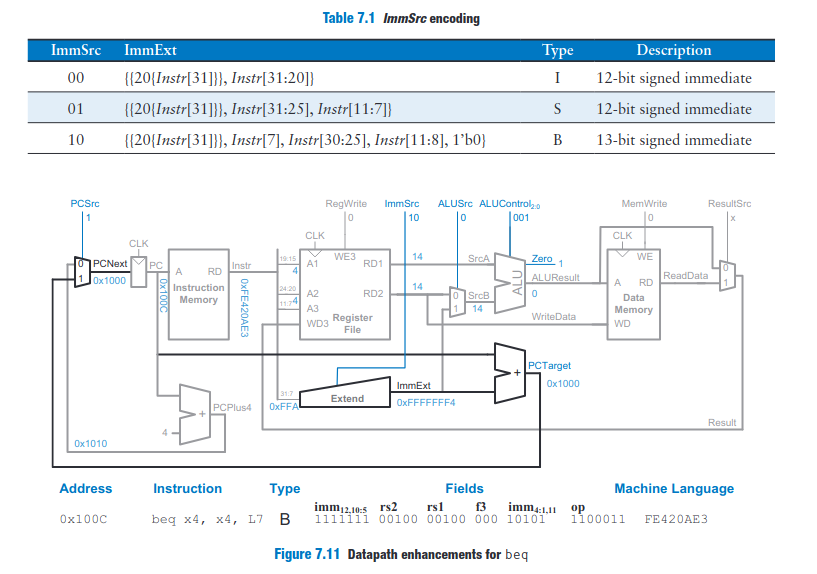 Table 7.1 ImmSrc encoding
ImmSrc ImmExt Type Description
00 {{20{Instr[31]}}, Instr[31:20]} I 12-bit signed immediate
01 {{20{Instr[31]}}, Instr[31:25], Instr[11:7]} S 12-bit signed immediate
10 {{20{Instr[31]}}, Instr[7], Instr[30:25], Instr[11:8], 1'b0} B 13-bit signed immediate
PCSrc RegWrite ImmSrc ALUSrc ALUControl2:0 MemWrite ResultSrc
1 0 10 0 001 0 x
CLK CLK CLK
0 PCNext PC A RD Instr 19:15 A1 WE3 RD1 14 SrcA Zero 1 WE 0
4
1 0x1000 Instruction 24:20 A2 RD2 14 0 SrcB ALU ALUResult A RD ReadData 1
0x100C Memory 0xFE420AE3 4 1 14 0 Data
11:7 A3 Register WriteData Memory
WD3 File WD
PCTarget
+ 0x1000
31:7 Extend ImmExt
0xFFA 0xFFFFFFF4
PCPlus4
+
4
Result
0x1010
Address Instruction Type Fields Machine Language
imm12,10:5 rs2 rs1 f3 imm4:1,11 op
0x100C beq x4, x4, L7 B 1111111 00100 00100 000 10101 1100011 FE420AE3
Figure 7.11 Datapath enhancements for beq